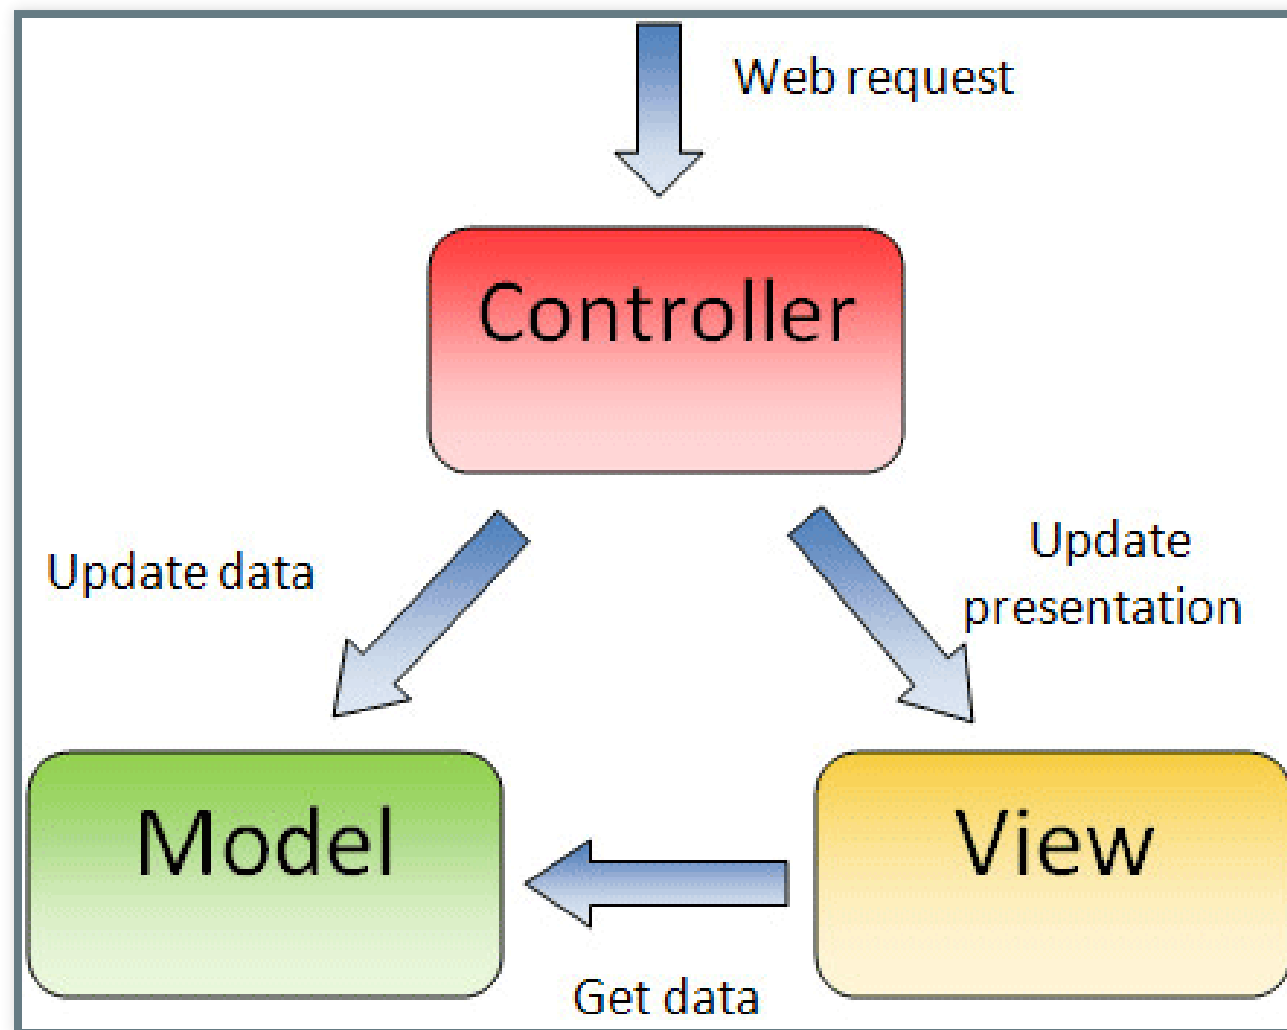 Web request
Controller
Update data
Update
presentation
Model
View
Get data